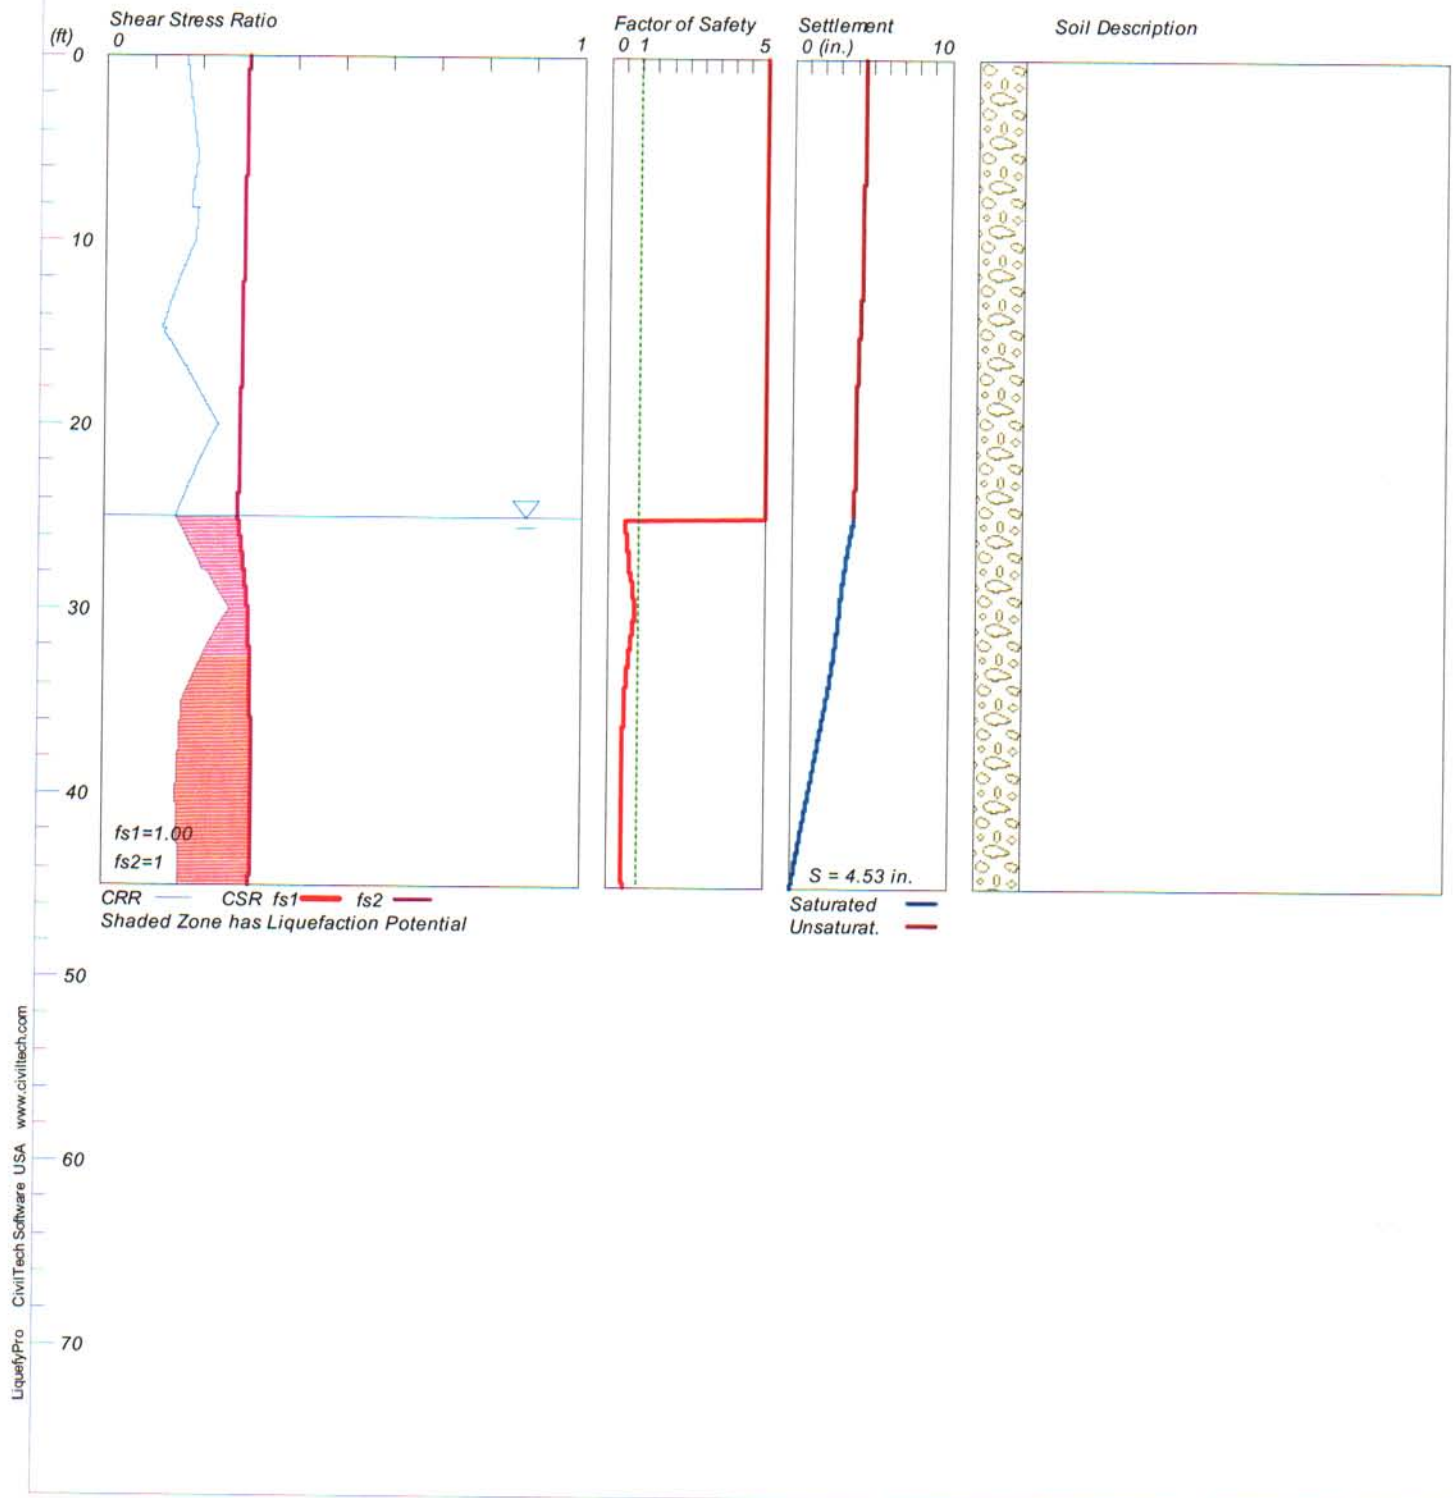 Shear Stress Ratio
Factor of Safety
Settlement
Soil Description
(ft)
0
1
0 1
5
0 (in.)
10
0
10
20
30
40
50
60
70
fs1=1.00
fs2=1
S = 4.53 in.
CRR
CSR fs1
fs2
Shaded Zone has Liquefaction Potential
Saturated
Unsaturat.
LiquefyPro CivilTech Software USA www.civiltech.com